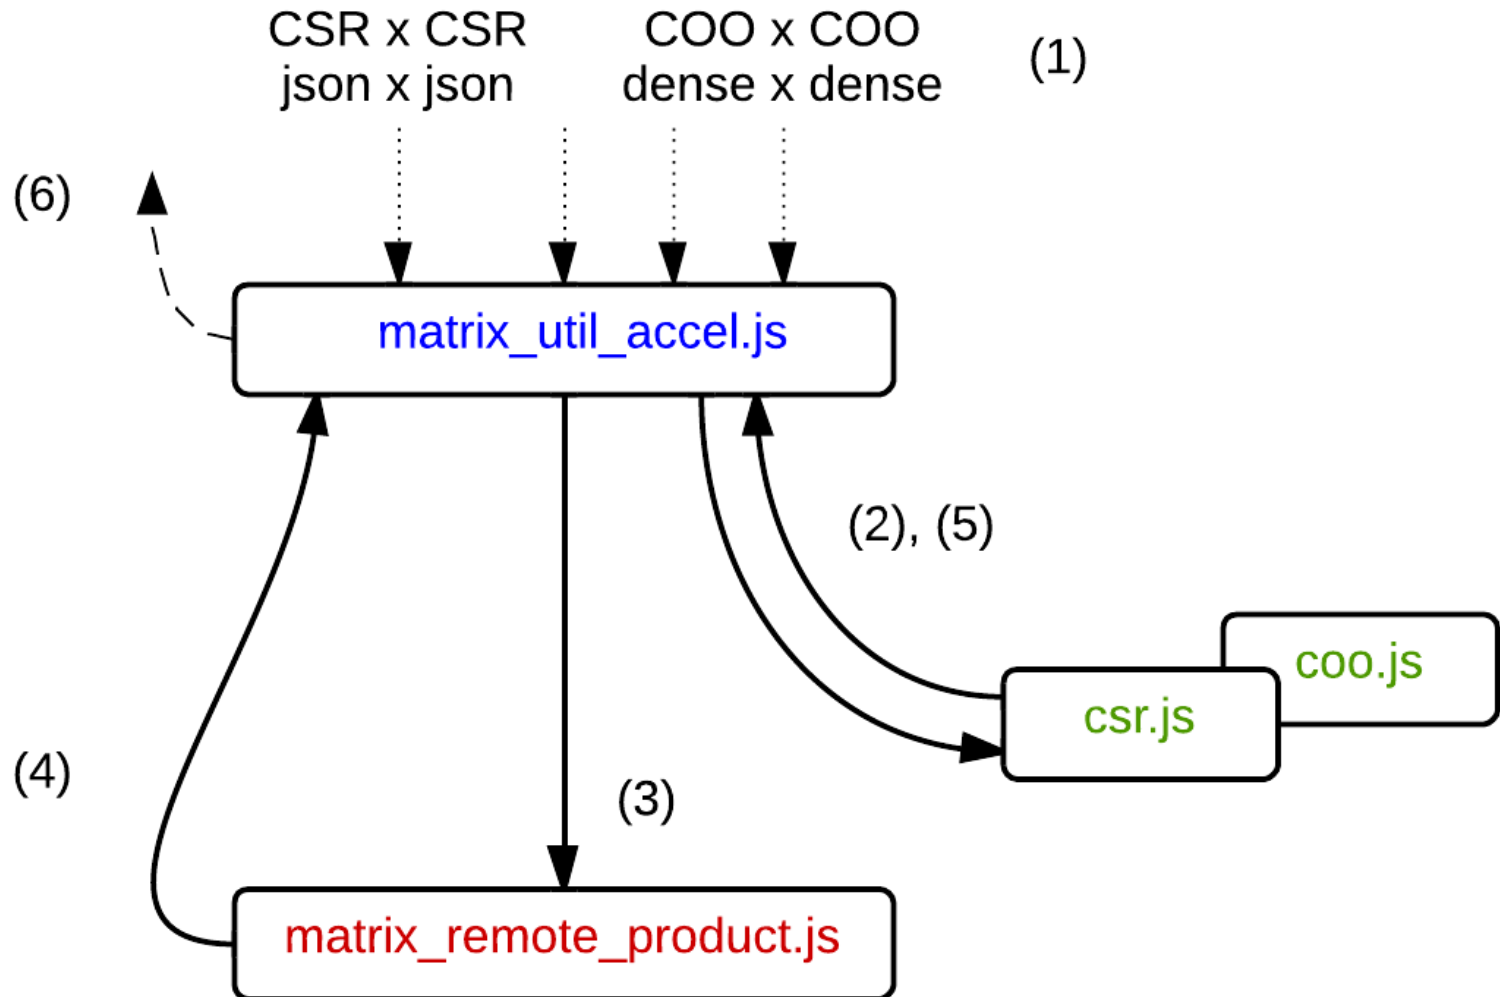 CSR x CSR
json x json
COO x COO
dense x dense
(1)
(6)
matrix_util_accel.js
(2), (5)
coo.js
csr.js
(4)
(3)
matrix_remote_product.js